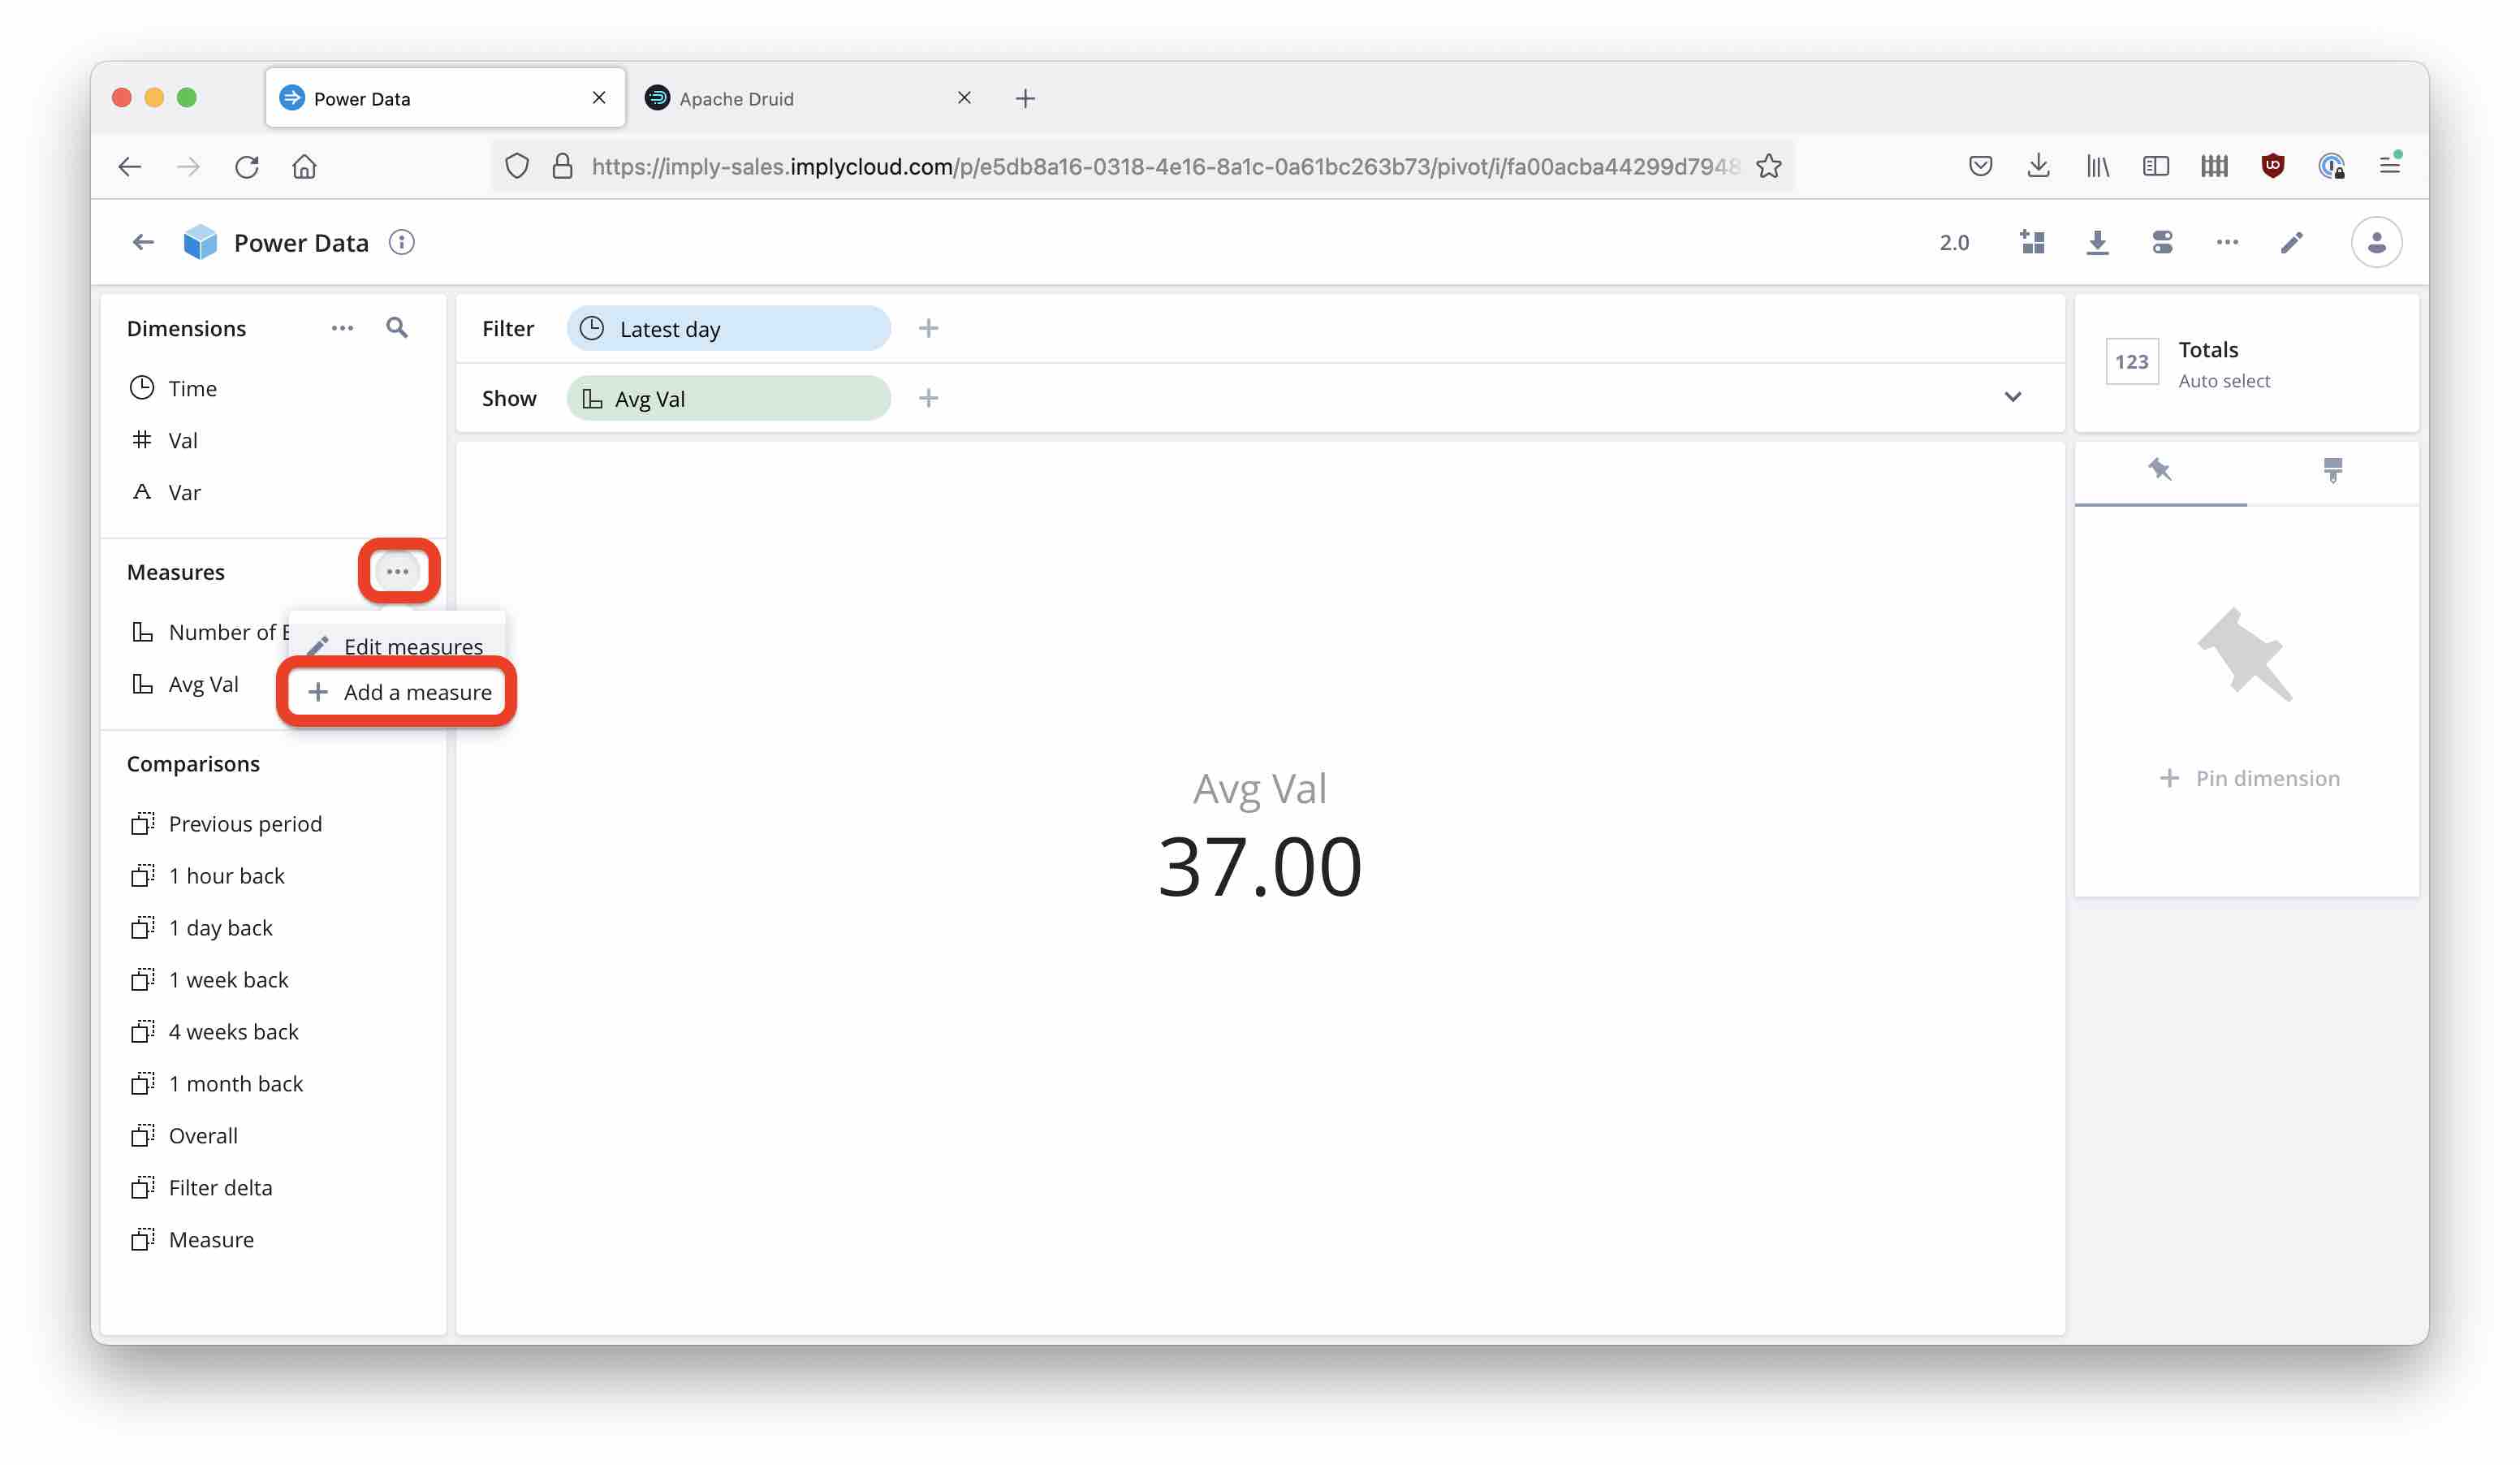 Power Data
Apache Druid
https://imply-sales.implycloud.com/p/e5db8a16-0318-4e16-8a1c-0a61bc263b73/pivot/i/fa00acba44299d7948
Power Data
2.0
Dimensions
Time
Val
Var
Measures
Number of E
Avg Val
Edit measures
Add a measure
Comparisons
Previous period
1 hour back
1 day back
1 week back
4 weeks back
1 month back
Overall
Filter delta
Measure
Filter
Latest day
Show
Avg Val
Avg Val
37.00
123
Totals
Auto select
Pin dimension